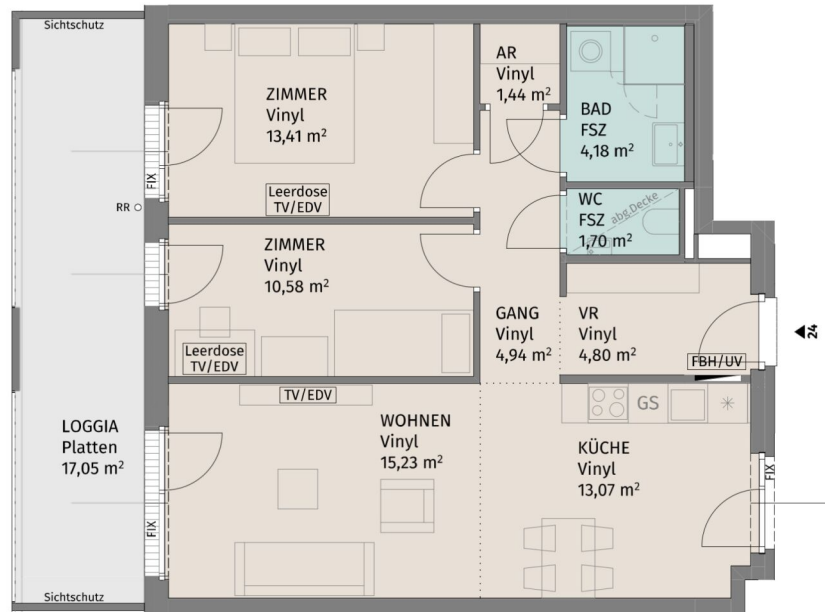 Sichtschutz
ZIMMER
Vinyl
13,41 m²
Leerdose
TV/EDV
FIX
RR
AR
Vinyl
1,44 m²
BAD
FSZ
4,18 m²
WC
FSZ
1,70 m²
abg.Decke
ZIMMER
Vinyl
10,58 m²
Leerdose
TV/EDV
GANG
Vinyl
4,94 m²
VR
Vinyl
4,80 m²
FBH/UV
24
LOGGIA
Platten
17,05 m²
TV/EDV
WOHNEN
Vinyl
15,23 m²
GS
KÜCHE
Vinyl
13,07 m²
FIX
FIX
Sichtschutz